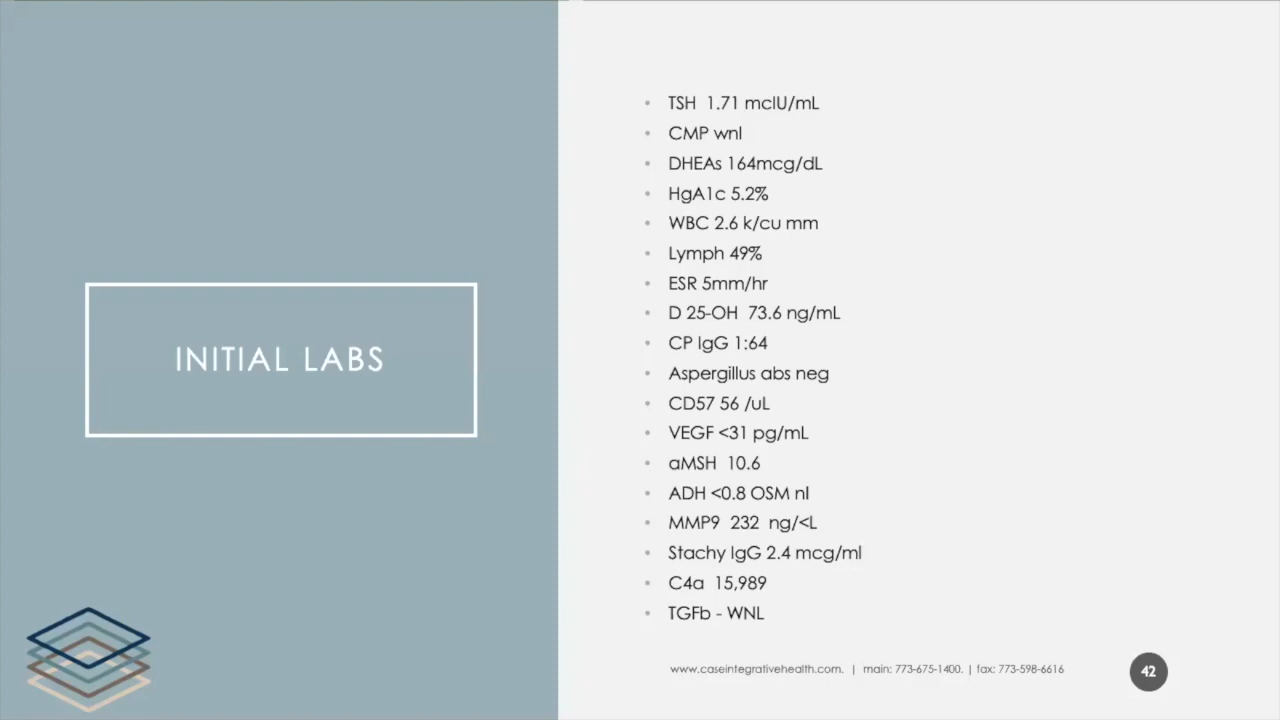 INITIAL LABS
• TSH 1.71 mcIU/mL
• CMP wnl
• DHEAs 164mcg/dL
• HgA1c 5.2%
• WBC 2.6 k/cu mm
• Lymph 49%
• ESR 5mm/hr
• D 25-OH 73.6 ng/mL
• CP IgG 1:64
• Aspergillus abs neg
• CD57 56 /uL
• VEGF <31 pg/mL
• aMSH 10.6
• ADH <0.8 OSM nl
• MMP9 232 ng/<L
• Stachy IgG 2.4 mcg/ml
• C4a 15,989
• TGFb - WNL
www.caseintegrativehealth.com. | main: 773-675-1400. | fax: 773-598-6616
42